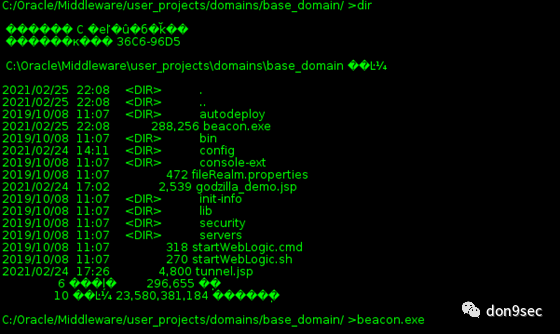 C:/Oracle/Middleware/user_projects/domains/base_domain/ >dir
C
36C6-96D5
C:\Oracle\Middleware\user_projects\domains\base_domain
2021/02/25 22:08 <DIR> .
2021/02/25 22:08 <DIR> ..
2019/10/08 11:07 <DIR> autodeploy
2021/02/25 22:08 288,256 beacon.exe
2019/10/08 11:07 <DIR> bin
2021/02/24 14:11 <DIR> config
2019/10/08 11:07 <DIR> console-ext
2019/10/08 11:07 472 fileRealm.properties
2021/02/24 17:02 2,539 godzilla_demo.jsp
2019/10/08 11:07 <DIR> init-info
2019/10/08 11:07 <DIR> lib
2019/10/08 11:07 <DIR> security
2019/10/08 11:07 <DIR> servers
2019/10/08 11:07 318 startWebLogic.cmd
2019/10/08 11:07 270 startWebLogic.sh
2021/02/24 17:26 4,800 tunnel.jsp
6 296,655
10 23,580,381,184
C:/Oracle/Middleware/user_projects/domains/base_domain/ >beacon.exe
don9sec